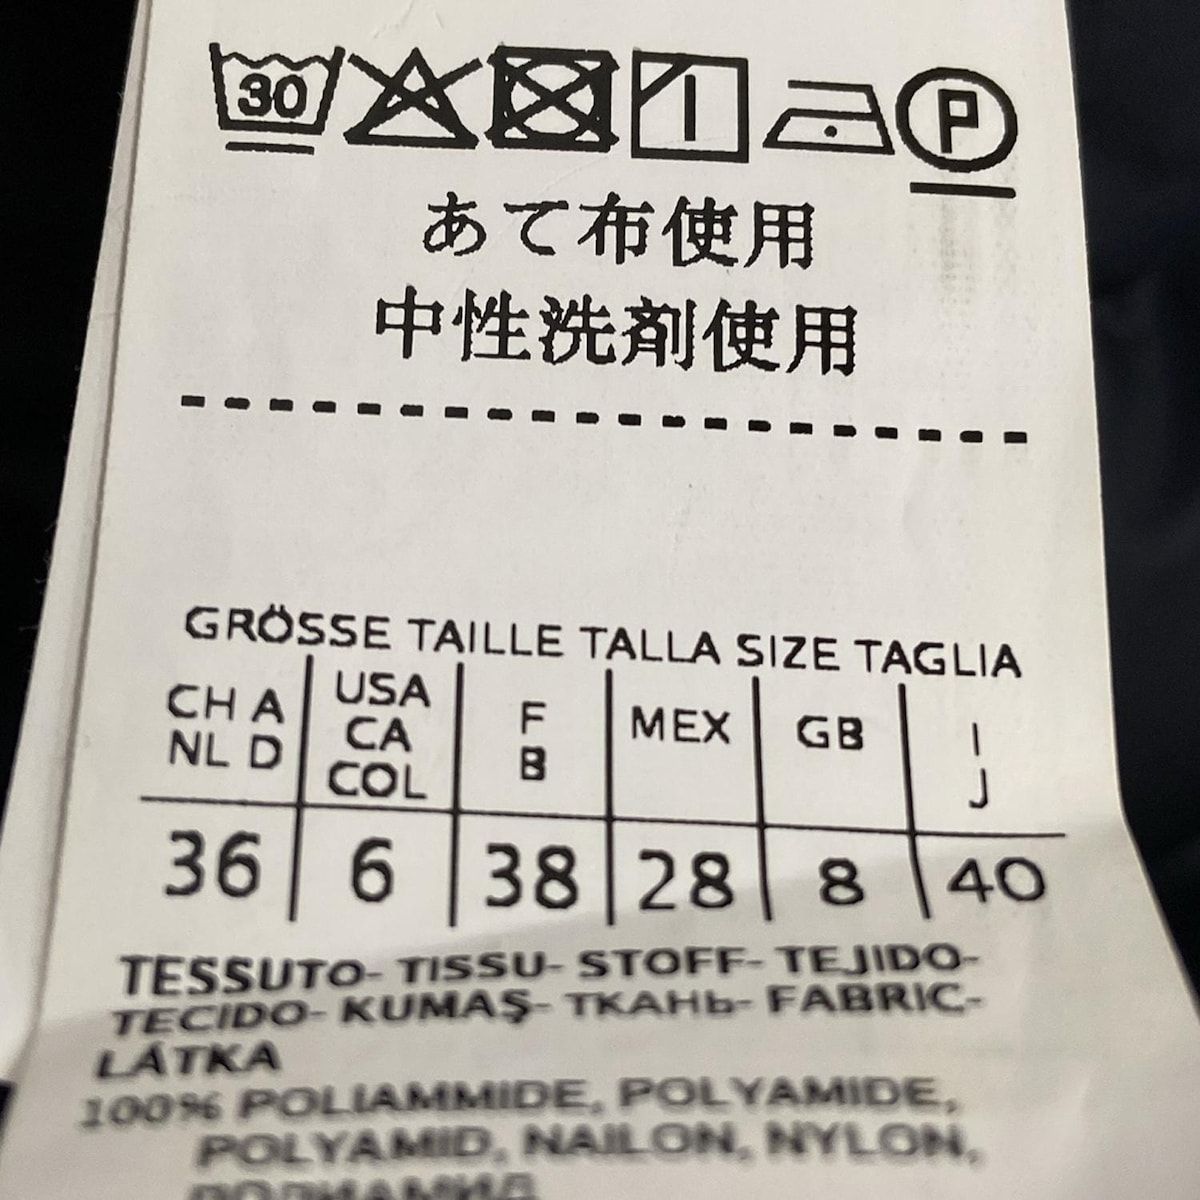 30 P
あて布使用
中性洗剤使用
GRÖSSE TAILLE TALLA SIZE TAGLIA
CH A NL D USA CA COL F B MEX GB I J
36 6 38 28 8 40
TESSUTO- TISSU- STOFF- TEJIDO-
TECIDO- KUMAŞ- ТКАНЬ- FABRIC-
LÁTKA
100% POLIAMMIDE, POLYAMIDE,
POLYAMID, NAILON, NYLON,
ПОЛИАМИД